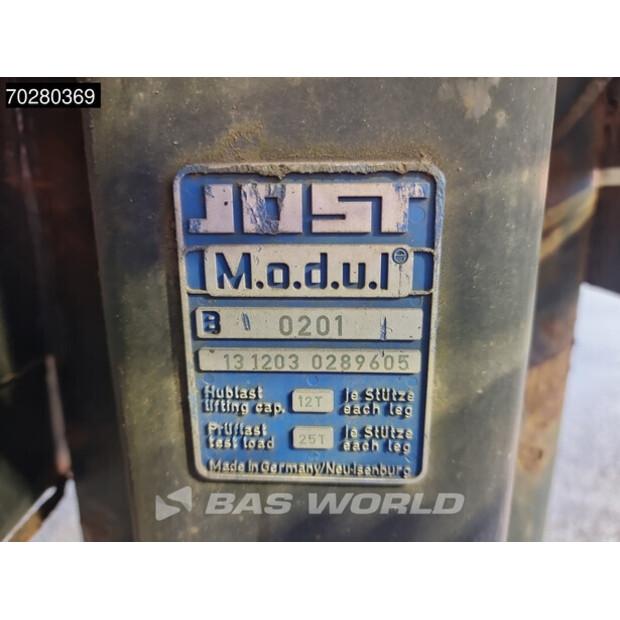 70280369
JOST
M.o.d.u.l®
B 0201
13 1203 0289605
Hublast 12T je Stütze
lifting cap. each leg
Prüflast 25T je Stütze
test load each leg
Made in Germany/Neu-Isenburg
BAS WORLD